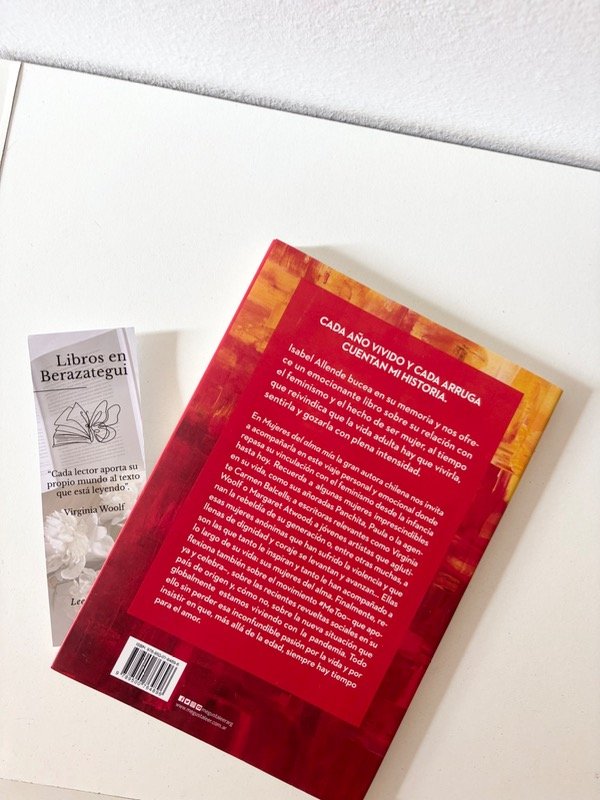 Libros en
Berazategui
“Cada lector aporta su
propio mundo al texto
que está leyendo”.
Virginia Woolf
CADA AÑO VIVIDO Y CADA ARRUGA
CUENTAN MI HISTORIA.
Isabel Allende bucea en su memoria y nos ofre-
ce un emocionante libro sobre su relación con
el feminismo y el hecho de ser mujer, al tiempo
que reivindica que la vida adulta hay que vivirla,
sentirla y gozarla con plena intensidad.
En Mujeres del alma mía la gran autora chilena nos invita
a acompañarla en este viaje personal y emocional donde
repasa su vinculación con el feminismo desde la infancia
hasta hoy. Recuerda a algunas mujeres imprescindibles
en su vida, como sus añoradas Panchita, Paula o la agen-
te Carmen Balcells; a escritoras relevantes como Virginia
Woolf o Margaret Atwood; a jóvenes artistas que agluti-
nan la rebeldía de su generación o, entre otras muchas, a
esas mujeres anónimas que han sufrido la violencia y que
llenas de dignidad y coraje se levantan y avanzan... Ellas
son las que tanto le inspiran y tanto le han acompañado a
lo largo de su vida, sus mujeres del alma. Finalmente, re-
flexiona también sobre el movimiento #MeToo –que apo-
ya y celebra–, sobre las recientes revueltas sociales en su
país de origen y, cómo no, sobre la nueva situación que
globalmente estamos viviendo con la pandemia. Todo
ello sin perder esa inconfundible pasión por la vida y por
insistir en que, más allá de la edad, siempre hay tiempo
para el amor.
megustaleerarg
www.megustaleer.com.ar